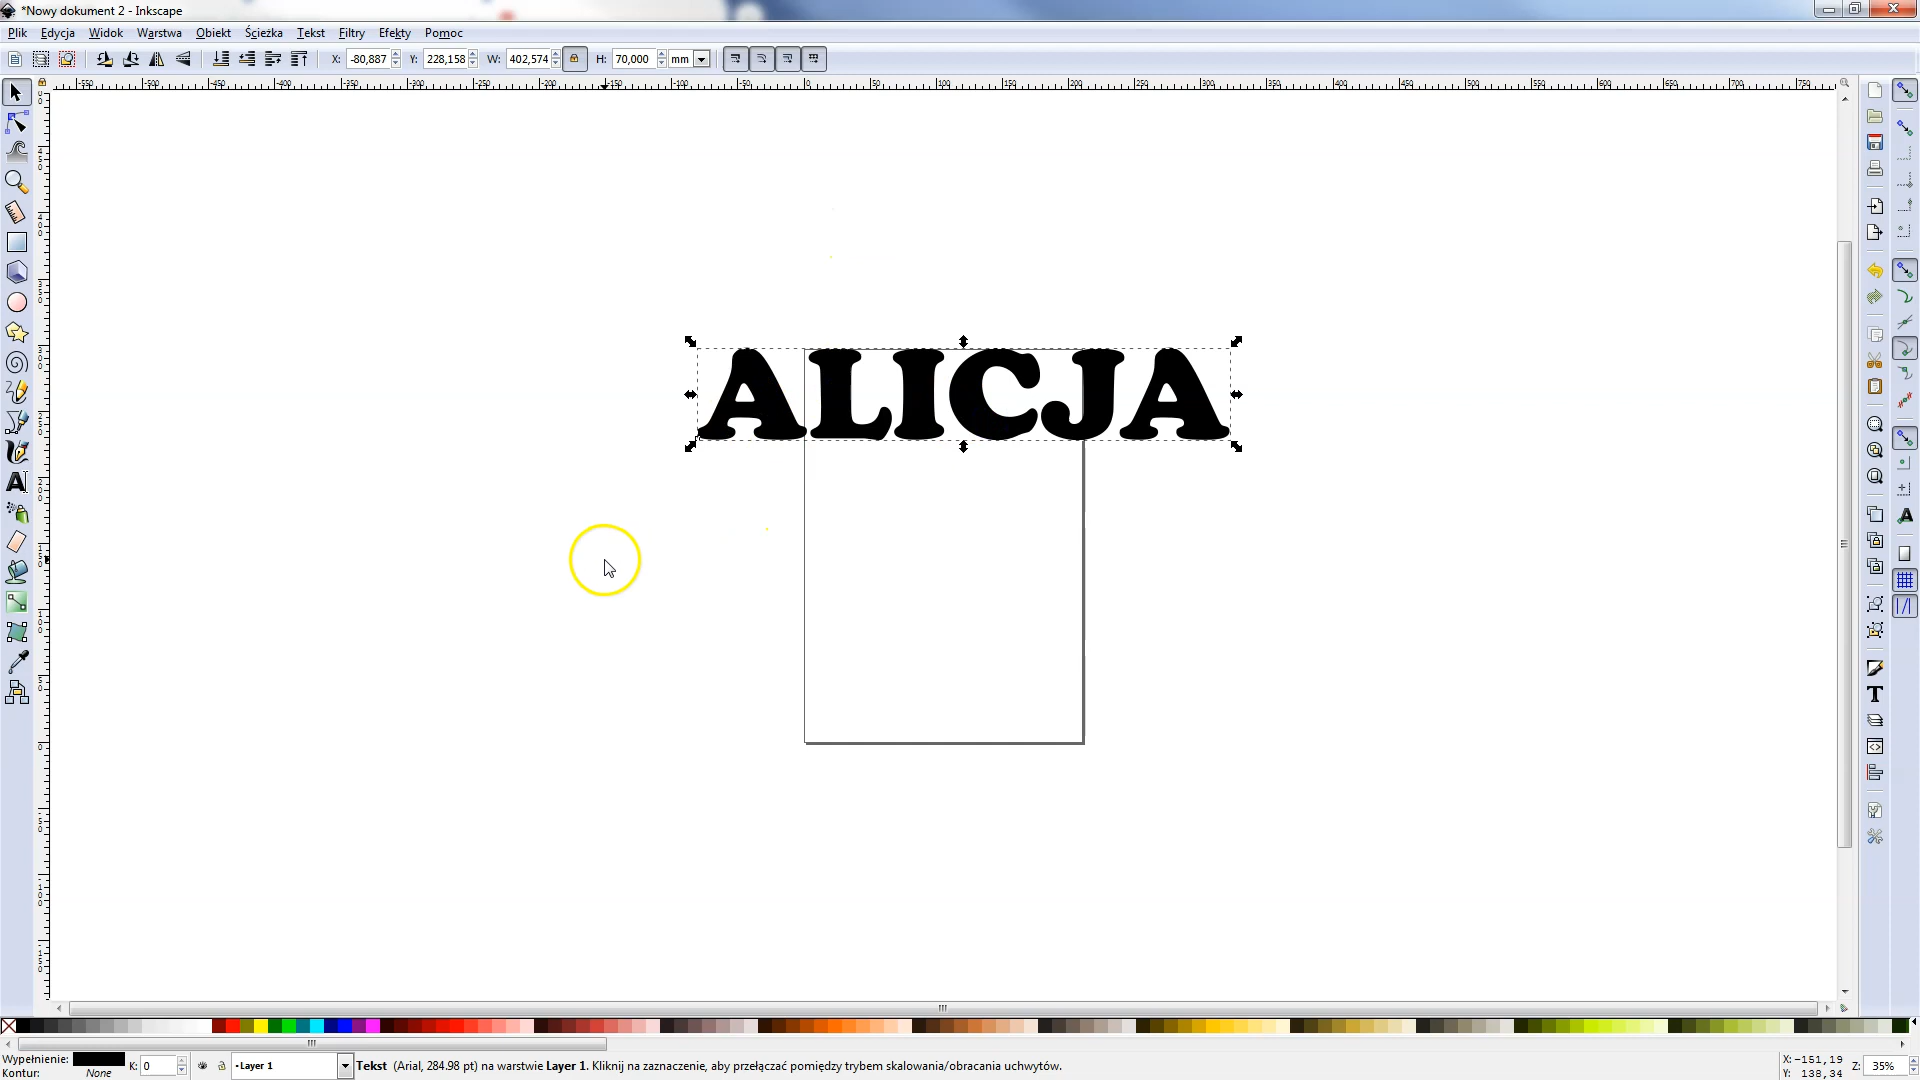 *Nowy dokument 2 - Inkscape
Plik Edycja Widok Warstwa Obiekt Ścieżka Tekst Filtry Efekty Pomoc
X: -80,887 Y: 228,158 W: 402,574 H: 70,000 mm
ALICJA
Wypełnienie:
Kontur: None
K: 0
•Layer 1
Tekst (Arial, 284.98 pt) na warstwie Layer 1. Kliknij na zaznaczenie, aby przełączać pomiędzy trybem skalowania/obracania uchwytów.
X: -151,19
Y: 138,34
Z: 35%